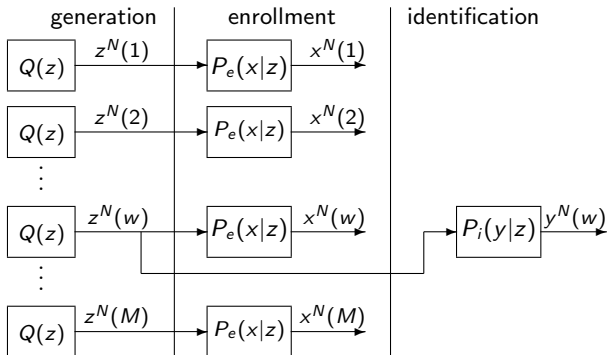 generation enrollment identification
Q(z) z^N(1) P_e(x|z) x^N(1)
Q(z) z^N(2) P_e(x|z) x^N(2)
⋮
Q(z) z^N(w) P_e(x|z) x^N(w) P_i(y|z) y^N(w)
⋮
Q(z) z^N(M) P_e(x|z) x^N(M)